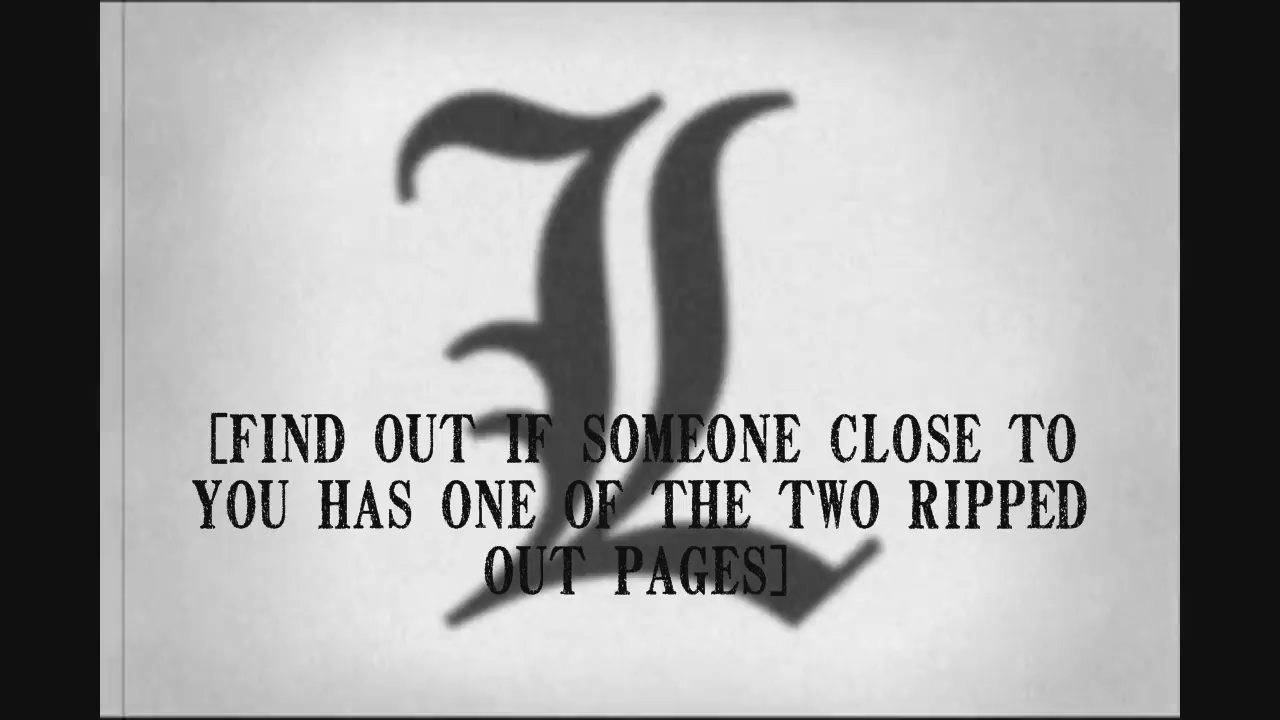 L
[FIND OUT IF SOMEONE CLOSE TO
YOU HAS ONE OF THE TWO RIPPED
OUT PAGES]